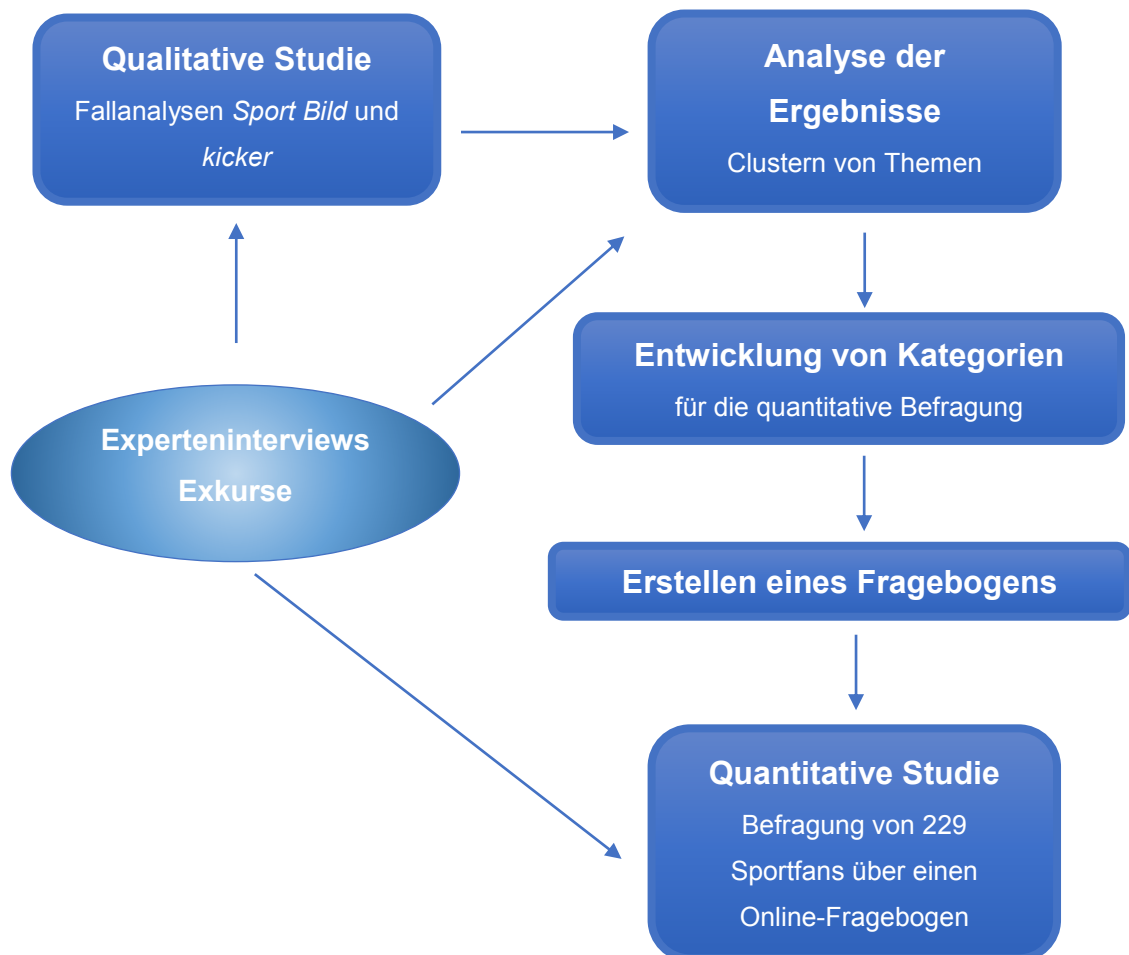 Qualitative Studie
Fallanalysen Sport Bild und
kicker
Analyse der
Ergebnisse
Clustern von Themen
Entwicklung von Kategorien
für die quantitative Befragung
Experteninterviews
Exkurse
Erstellen eines Fragebogens
Quantitative Studie
Befragung von 229
Sportfans über einen
Online-Fragebogen